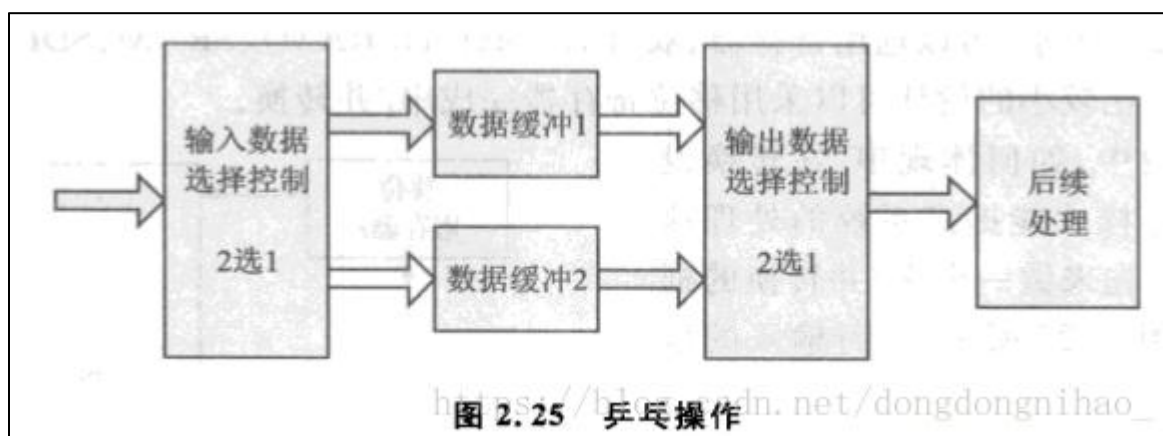 输入数据
选择控制
2选1
数据缓冲1
数据缓冲2
输出数据
选择控制
2选1
后续
处理
https://blog.csdn.net/dongdongnihao_
图 2.25 乒乓操作